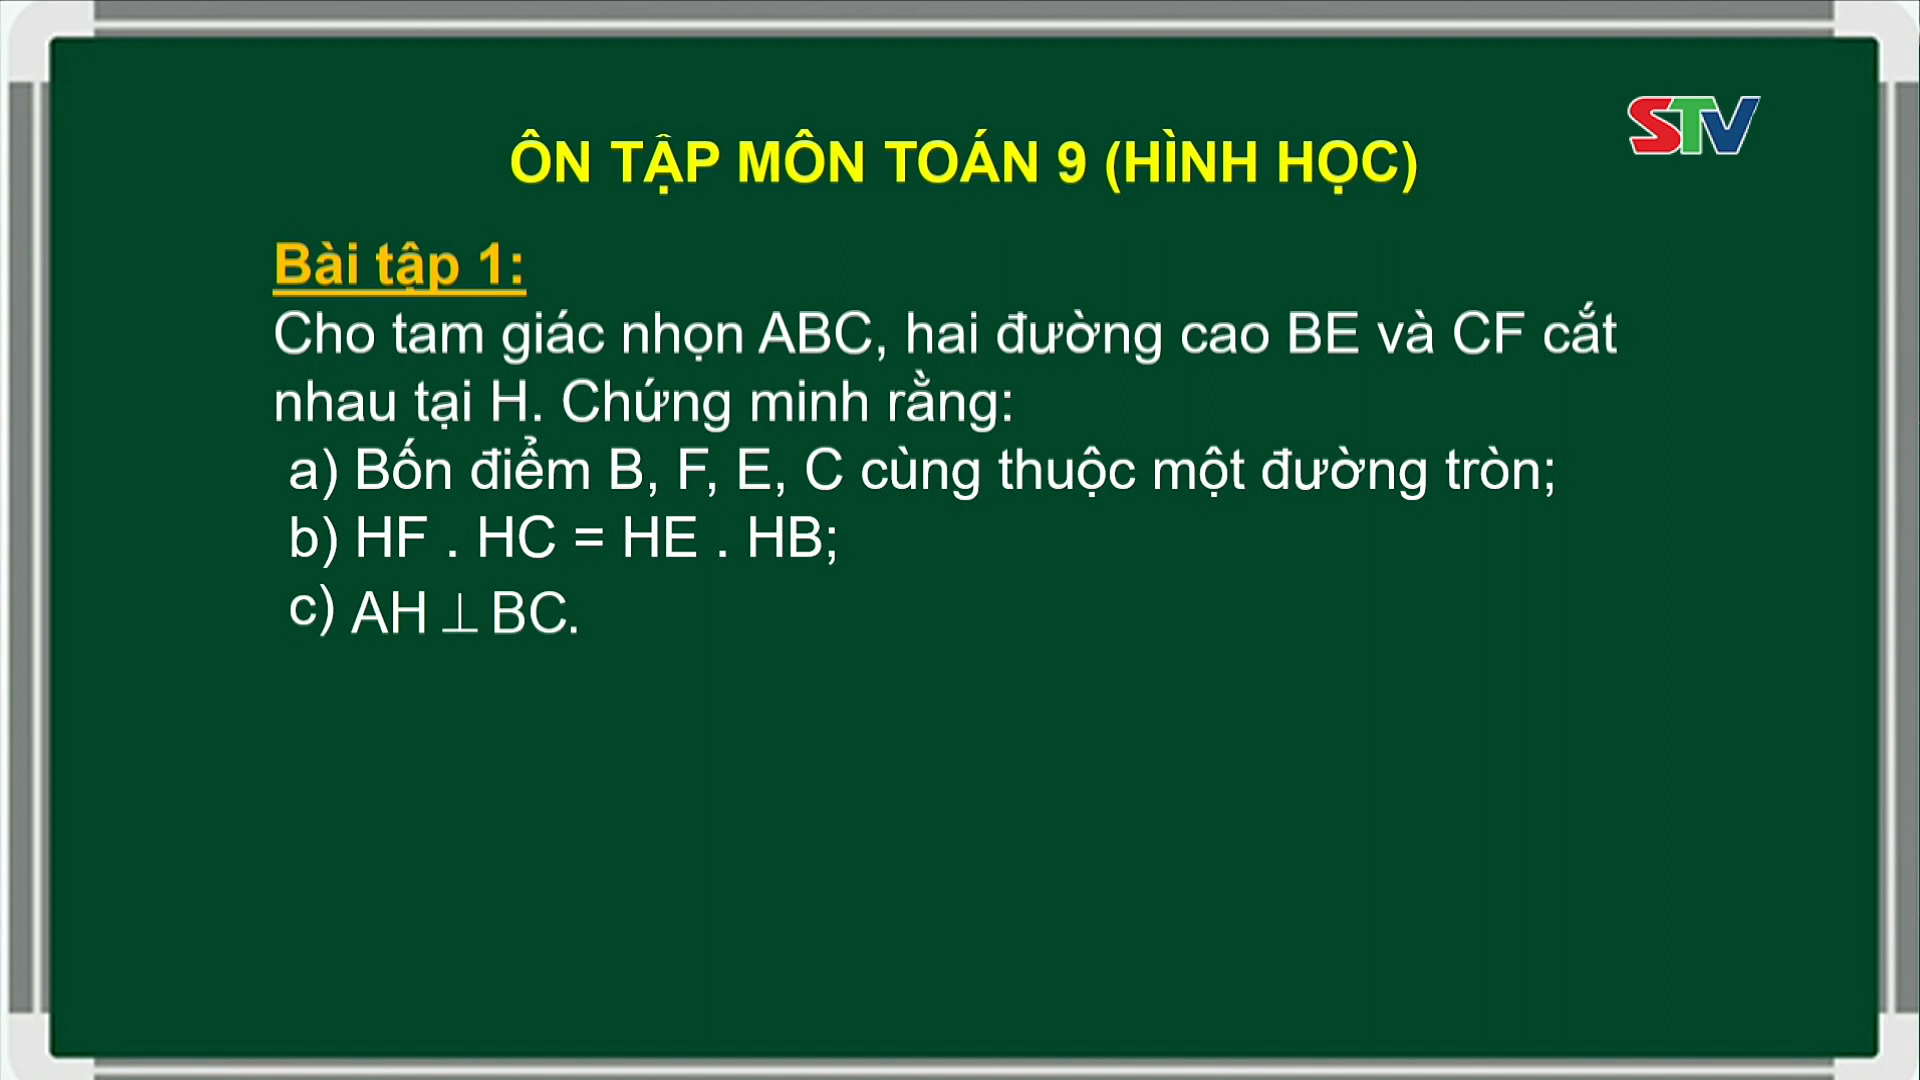 STV
ÔN TẬP MÔN TOÁN 9 (HÌNH HỌC)
Bài tập 1:
Cho tam giác nhọn ABC, hai đường cao BE và CF cắt
nhau tại H. Chứng minh rằng:
a) Bốn điểm B, F, E, C cùng thuộc một đường tròn;
b) HF . HC = HE . HB;
c) AH ⊥ BC.